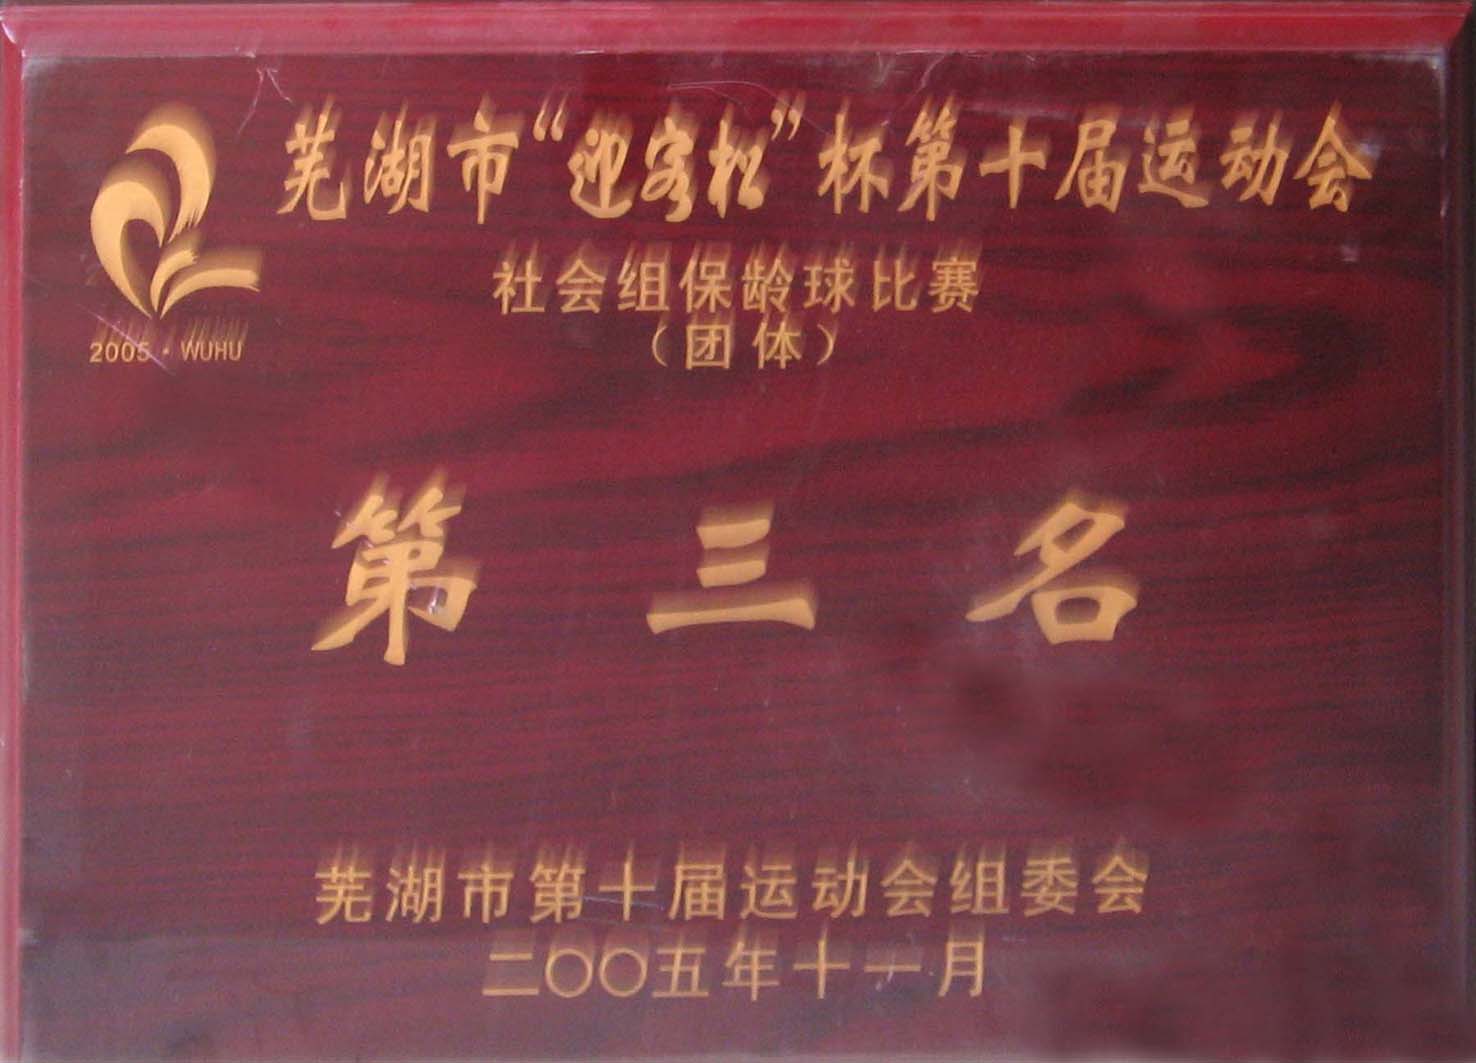 芜湖市“迎客松”杯第十届运动会
社会组保龄球比赛
（团体）
2005·WUHU
第三名
芜湖市第十届运动会组委会
二〇〇五年十一月